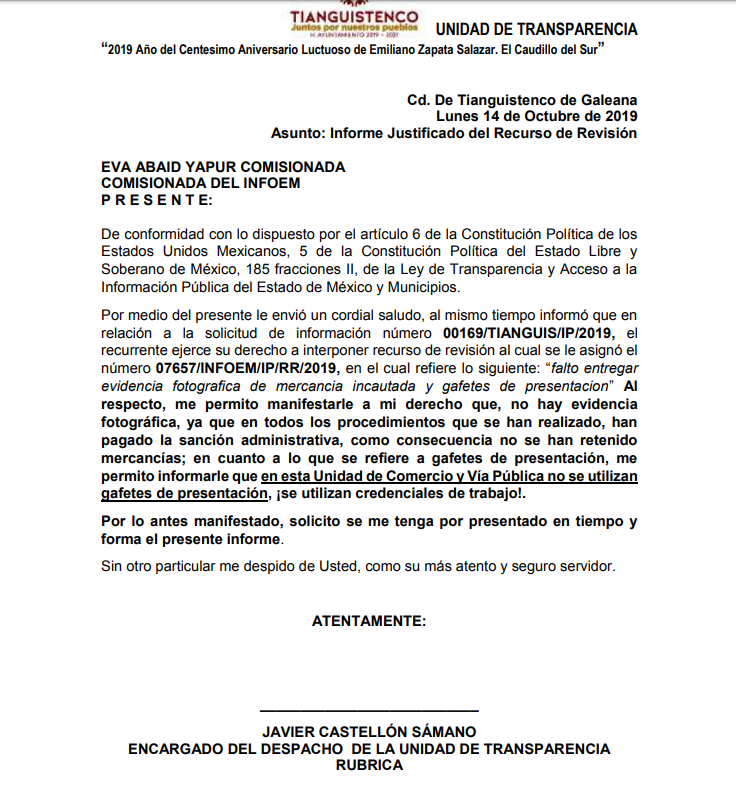 TIANGUISTENCO
Juntos por nuestros pueblos
H. AYUNTAMIENTO 2019 - 2021
UNIDAD DE TRANSPARENCIA
“2019 Año del Centesimo Aniversario Luctuoso de Emiliano Zapata Salazar. El Caudillo del Sur”
Cd. De Tianguistenco de Galeana
Lunes 14 de Octubre de 2019
Asunto: Informe Justificado del Recurso de Revisión
EVA ABAID YAPUR COMISIONADA
COMISIONADA DEL INFOEM
P R E S E N T E:
De conformidad con lo dispuesto por el artículo 6 de la Constitución Política de los
Estados Unidos Mexicanos, 5 de la Constitución Política del Estado Libre y
Soberano de México, 185 fracciones II, de la Ley de Transparencia y Acceso a la
Información Pública del Estado de México y Municipios.
Por medio del presente le envió un cordial saludo, al mismo tiempo informó que en
relación a la solicitud de información número 00169/TIANGUIS/IP/2019, el
recurrente ejerce su derecho a interponer recurso de revisión al cual se le asignó el
número 07657/INFOEM/IP/RR/2019, en el cual refiere lo siguiente: “falto entregar
evidencia fotografica de mercancia incautada y gafetes de presentacion” Al
respecto, me permito manifestarle a mi derecho que, no hay evidencia
fotográfica, ya que en todos los procedimientos que se han realizado, han
pagado la sanción administrativa, como consecuencia no se han retenido
mercancías; en cuanto a lo que se refiere a gafetes de presentación, me
permito informarle que en esta Unidad de Comercio y Vía Pública no se utilizan
gafetes de presentación, ¡se utilizan credenciales de trabajo!.
Por lo antes manifestado, solicito se me tenga por presentado en tiempo y
forma el presente informe.
Sin otro particular me despido de Usted, como su más atento y seguro servidor.
ATENTAMENTE:
JAVIER CASTELLÓN SÁMANO
ENCARGADO DEL DESPACHO DE LA UNIDAD DE TRANSPARENCIA
RUBRICA